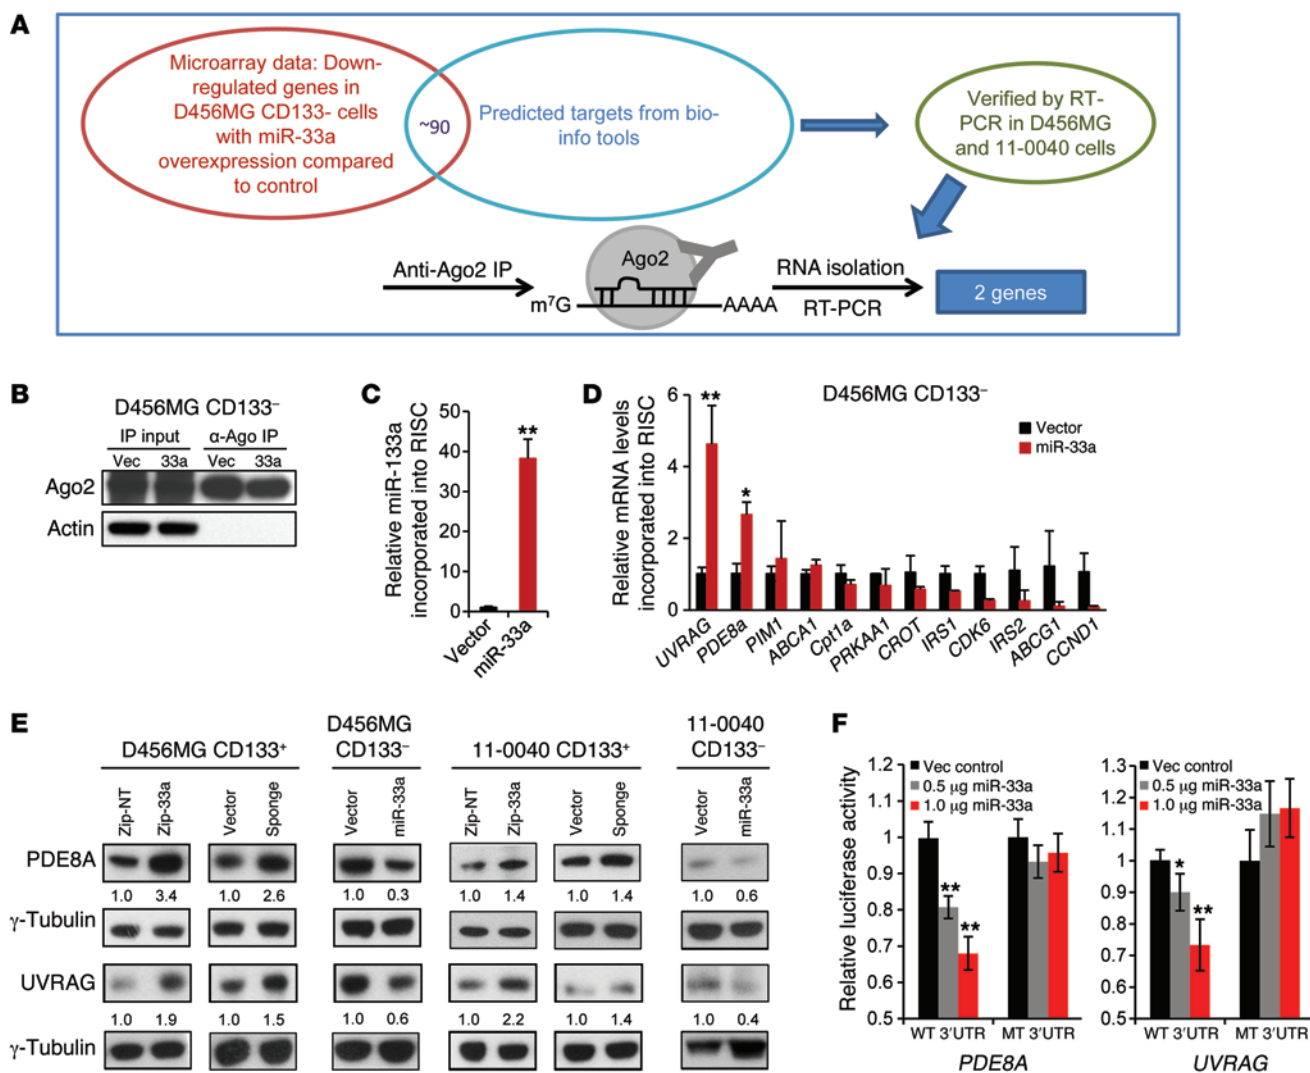 A
Microarray data: Down-
regulated genes in
D456MG CD133- cells
with miR-33a
overexpression compared
to control
~90
Predicted targets from bio-
info tools
Verified by RT-
PCR in D456MG
and 11-0040 cells
Anti-Ago2 IP
Ago2
m⁷G
AAAA
RNA isolation
RT-PCR
2 genes
B
D456MG CD133⁻
IP input α-Ago IP
Vec 33a Vec 33a
Ago2
Actin
C
Relative miR-133a
incorporated into RISC
50
40
30
20
10
0
**
Vector
miR-33a
D
D456MG CD133⁻
Relative mRNA levels
incorporated into RISC
6
4
2
0
**
*
Vector
miR-33a
UVRAG
PDE8a
PIM1
ABCA1
Cpt1a
PRKAA1
CROT
IRS1
CDK6
IRS2
ABCG1
CCND1
E
D456MG CD133⁺
D456MG
CD133⁻
11-0040 CD133⁺
11-0040
CD133⁻
Zip-NT
Zip-33a
Vector
Sponge
Vector
miR-33a
Zip-NT
Zip-33a
Vector
Sponge
Vector
miR-33a
PDE8A
1.0 3.4 1.0 2.6 1.0 0.3 1.0 1.4 1.0 1.4 1.0 0.6
γ-Tubulin
UVRAG
1.0 1.9 1.0 1.5 1.0 0.6 1.0 2.2 1.0 1.4 1.0 0.4
γ-Tubulin
F
Relative luciferase activity
1.2
1.1
1
0.9
0.8
0.7
0.6
0.5
Vec control
0.5 μg miR-33a
1.0 μg miR-33a
**
**
WT 3'UTR MT 3'UTR
PDE8A
1.3
1.2
1.1
1.0
0.9
0.8
0.7
0.6
0.5
Vec control
0.5 μg miR-33a
1.0 μg miR-33a
*
**
WT 3'UTR MT 3'UTR
UVRAG